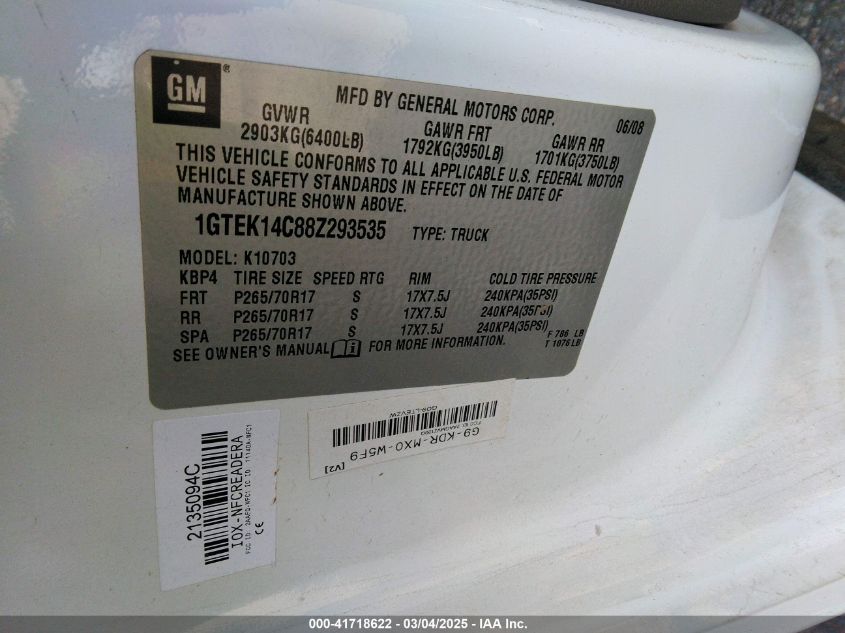 GM®
MFD BY GENERAL MOTORS CORP. 06/08
GVWR GAWR FRT GAWR RR
2903KG(6400LB) 1792KG(3950LB) 1701KG(3750LB)
THIS VEHICLE CONFORMS TO ALL APPLICABLE U.S. FEDERAL MOTOR
VEHICLE SAFETY STANDARDS IN EFFECT ON THE DATE OF
MANUFACTURE SHOWN ABOVE.
1GTEK14C88Z293535 TYPE: TRUCK
MODEL: K10703
KBP4 TIRE SIZE SPEED RTG RIM COLD TIRE PRESSURE
FRT P265/70R17 S 17X7.5J 240KPA(35PSI)
RR P265/70R17 S 17X7.5J 240KPA(35PSI)
SPA P265/70R17 S 17X7.5J 240KPA(35PSI)
F 786 LB
T 1076 LB
SEE OWNER'S MANUAL FOR MORE INFORMATION.
G9-KDR-MX0-W5F9
[V2]
2135094C
IOX-NFCREADERA
CE
000-41718622 - 03/04/2025 - IAA Inc.